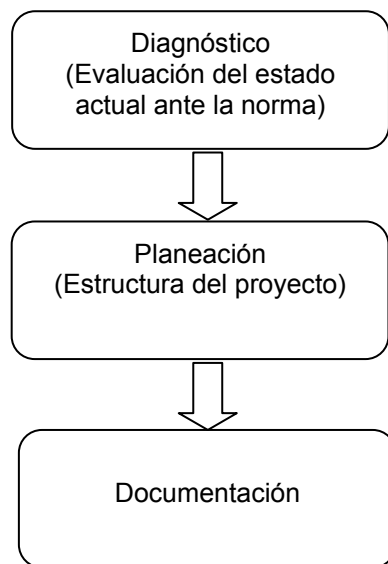 Diagnóstico
(Evaluación del estado
actual ante la norma)
Planeación
(Estructura del proyecto)
Documentación